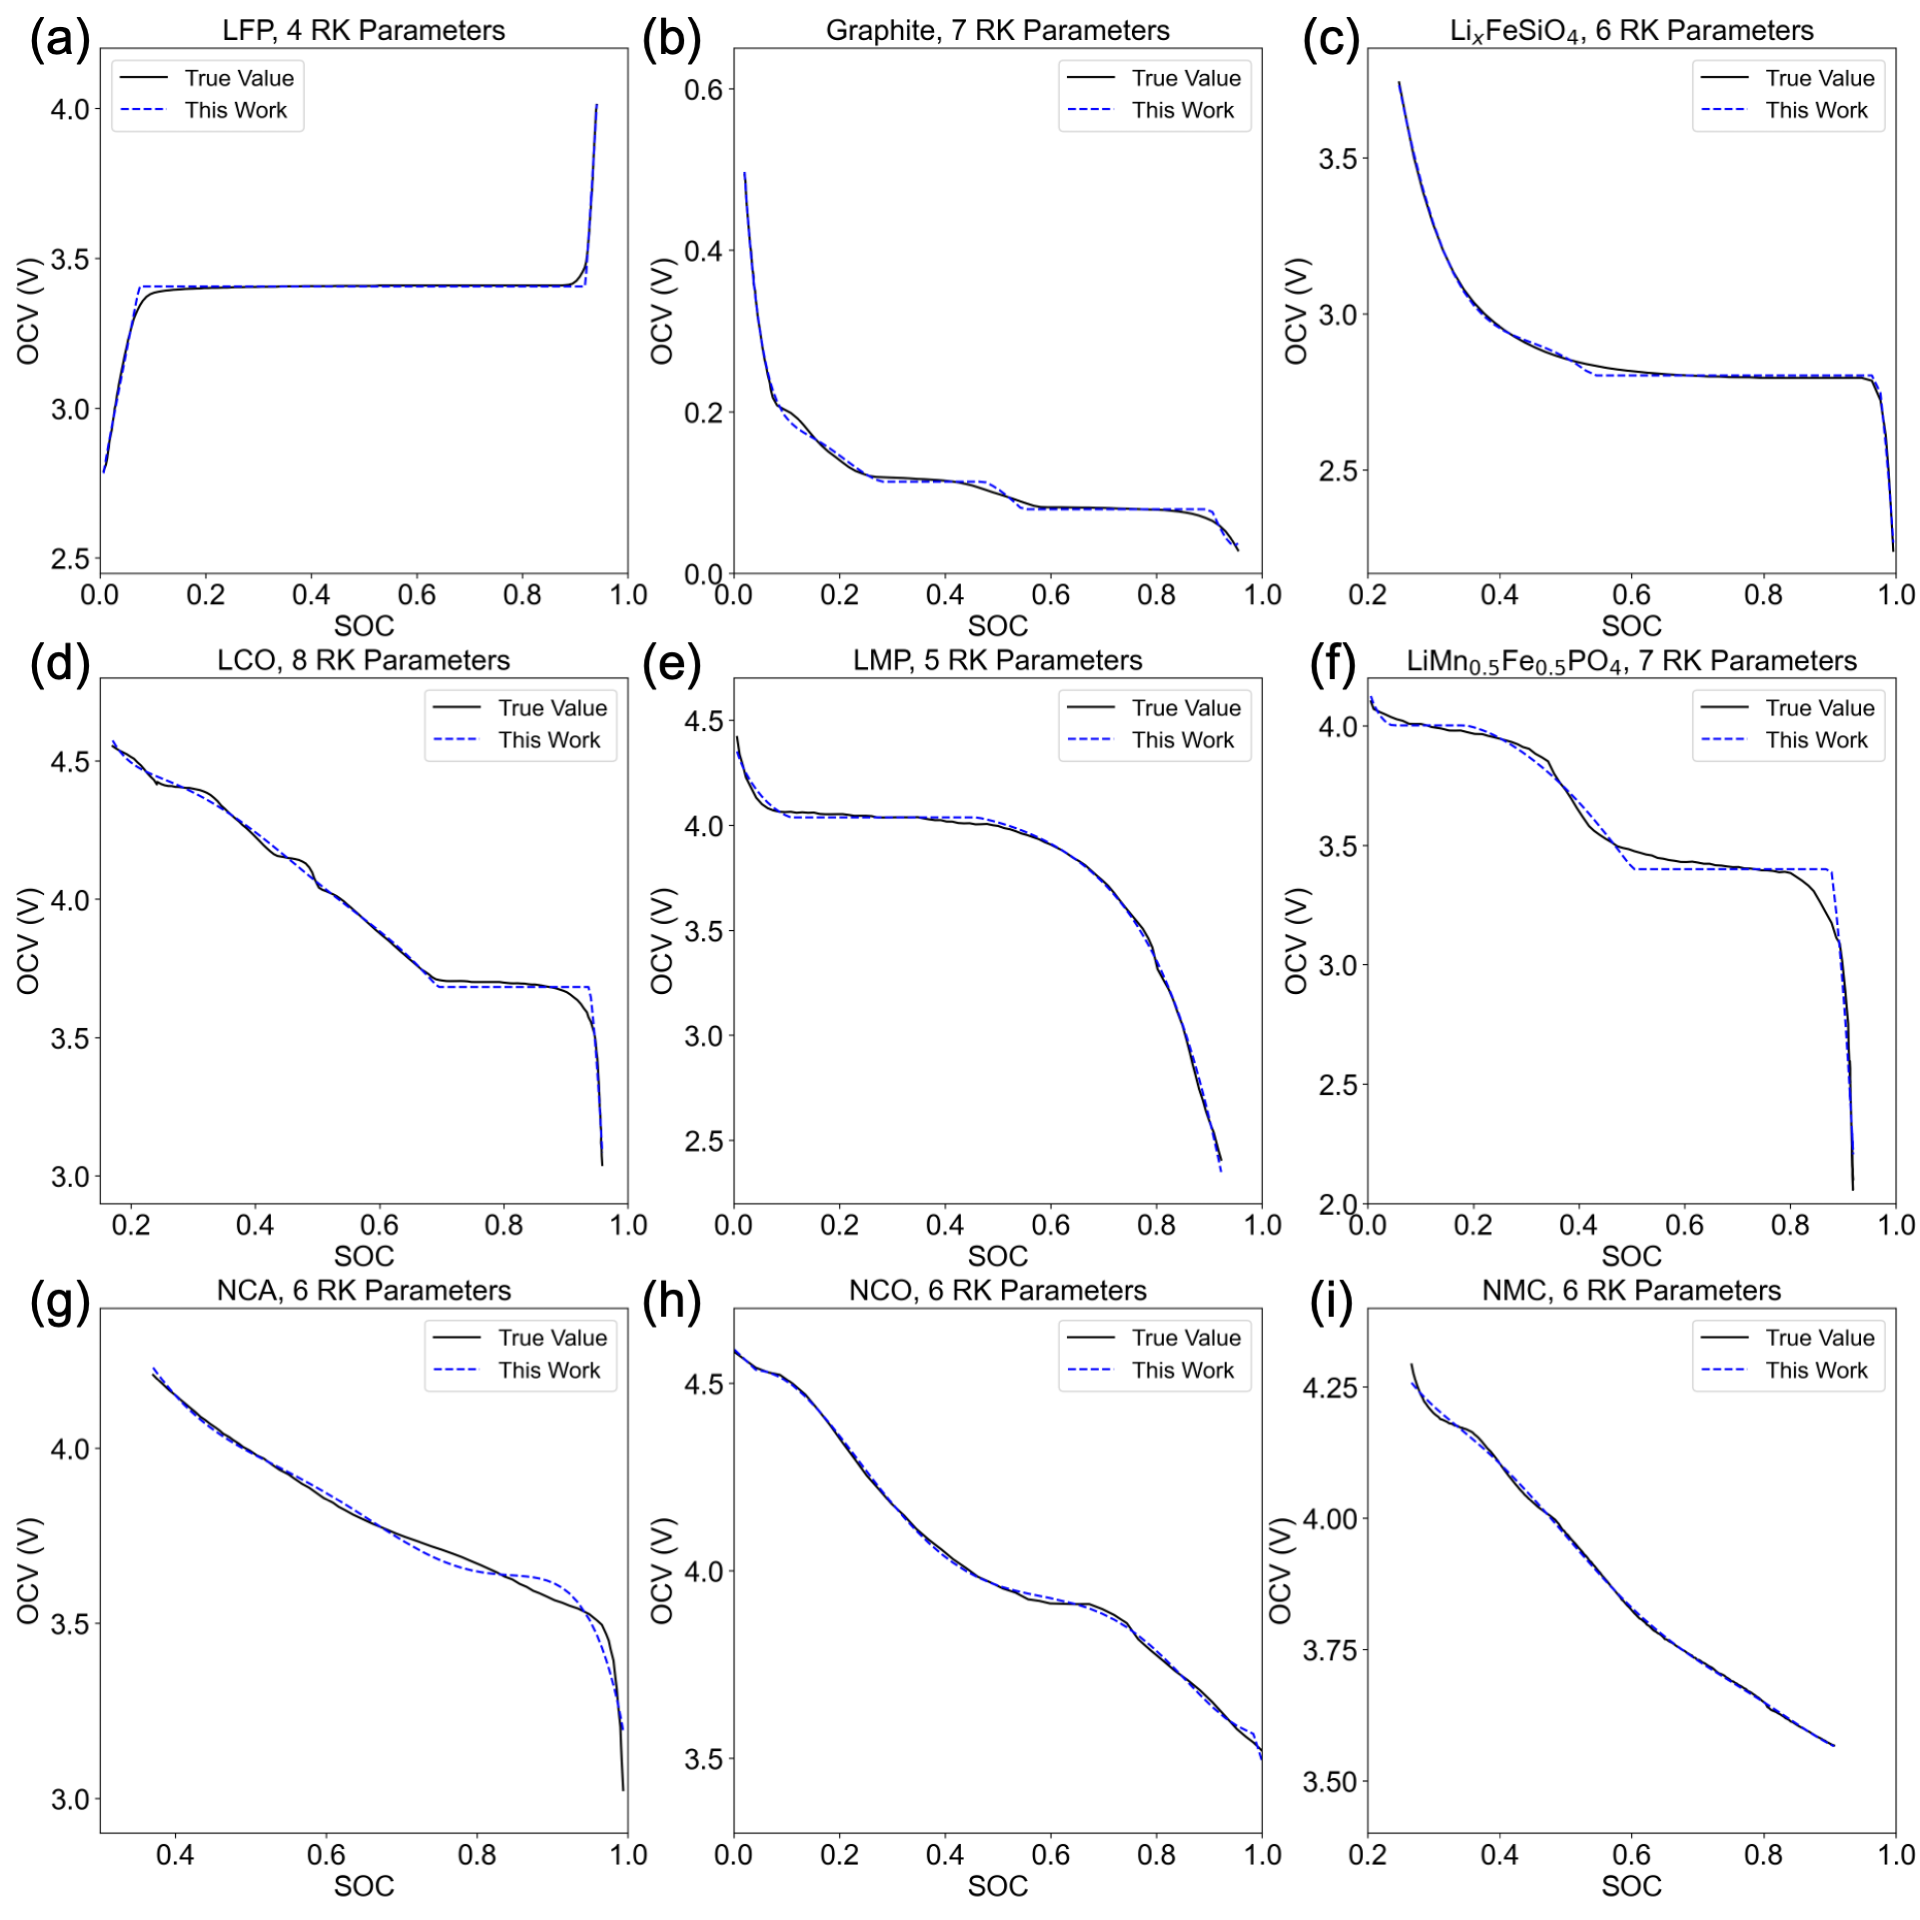 (a) LFP, 4 RK Parameters
True Value
This Work
OCV (V)
4.0
3.5
3.0
2.5
0.0 0.2 0.4 0.6 0.8 1.0
SOC
(b) Graphite, 7 RK Parameters
True Value
This Work
OCV (V)
0.6
0.4
0.2
0.0
0.0 0.2 0.4 0.6 0.8 1.0
SOC
(c) LiₓFeSiO₄, 6 RK Parameters
True Value
This Work
OCV (V)
3.5
3.0
2.5
0.2 0.4 0.6 0.8 1.0
SOC
(d) LCO, 8 RK Parameters
True Value
This Work
OCV (V)
4.5
4.0
3.5
3.0
0.2 0.4 0.6 0.8 1.0
SOC
(e) LMP, 5 RK Parameters
True Value
This Work
OCV (V)
4.5
4.0
3.5
3.0
2.5
0.0 0.2 0.4 0.6 0.8 1.0
SOC
(f) LiMn₀.₅Fe₀.₅PO₄, 7 RK Parameters
True Value
This Work
OCV (V)
4.0
3.5
3.0
2.5
2.0
0.0 0.2 0.4 0.6 0.8 1.0
SOC
(g) NCA, 6 RK Parameters
True Value
This Work
OCV (V)
4.0
3.5
3.0
0.4 0.6 0.8 1.0
SOC
(h) NCO, 6 RK Parameters
True Value
This Work
OCV (V)
4.5
4.0
3.5
0.0 0.2 0.4 0.6 0.8 1.0
SOC
(i) NMC, 6 RK Parameters
True Value
This Work
OCV (V)
4.25
4.00
3.75
3.50
0.2 0.4 0.6 0.8 1.0
SOC